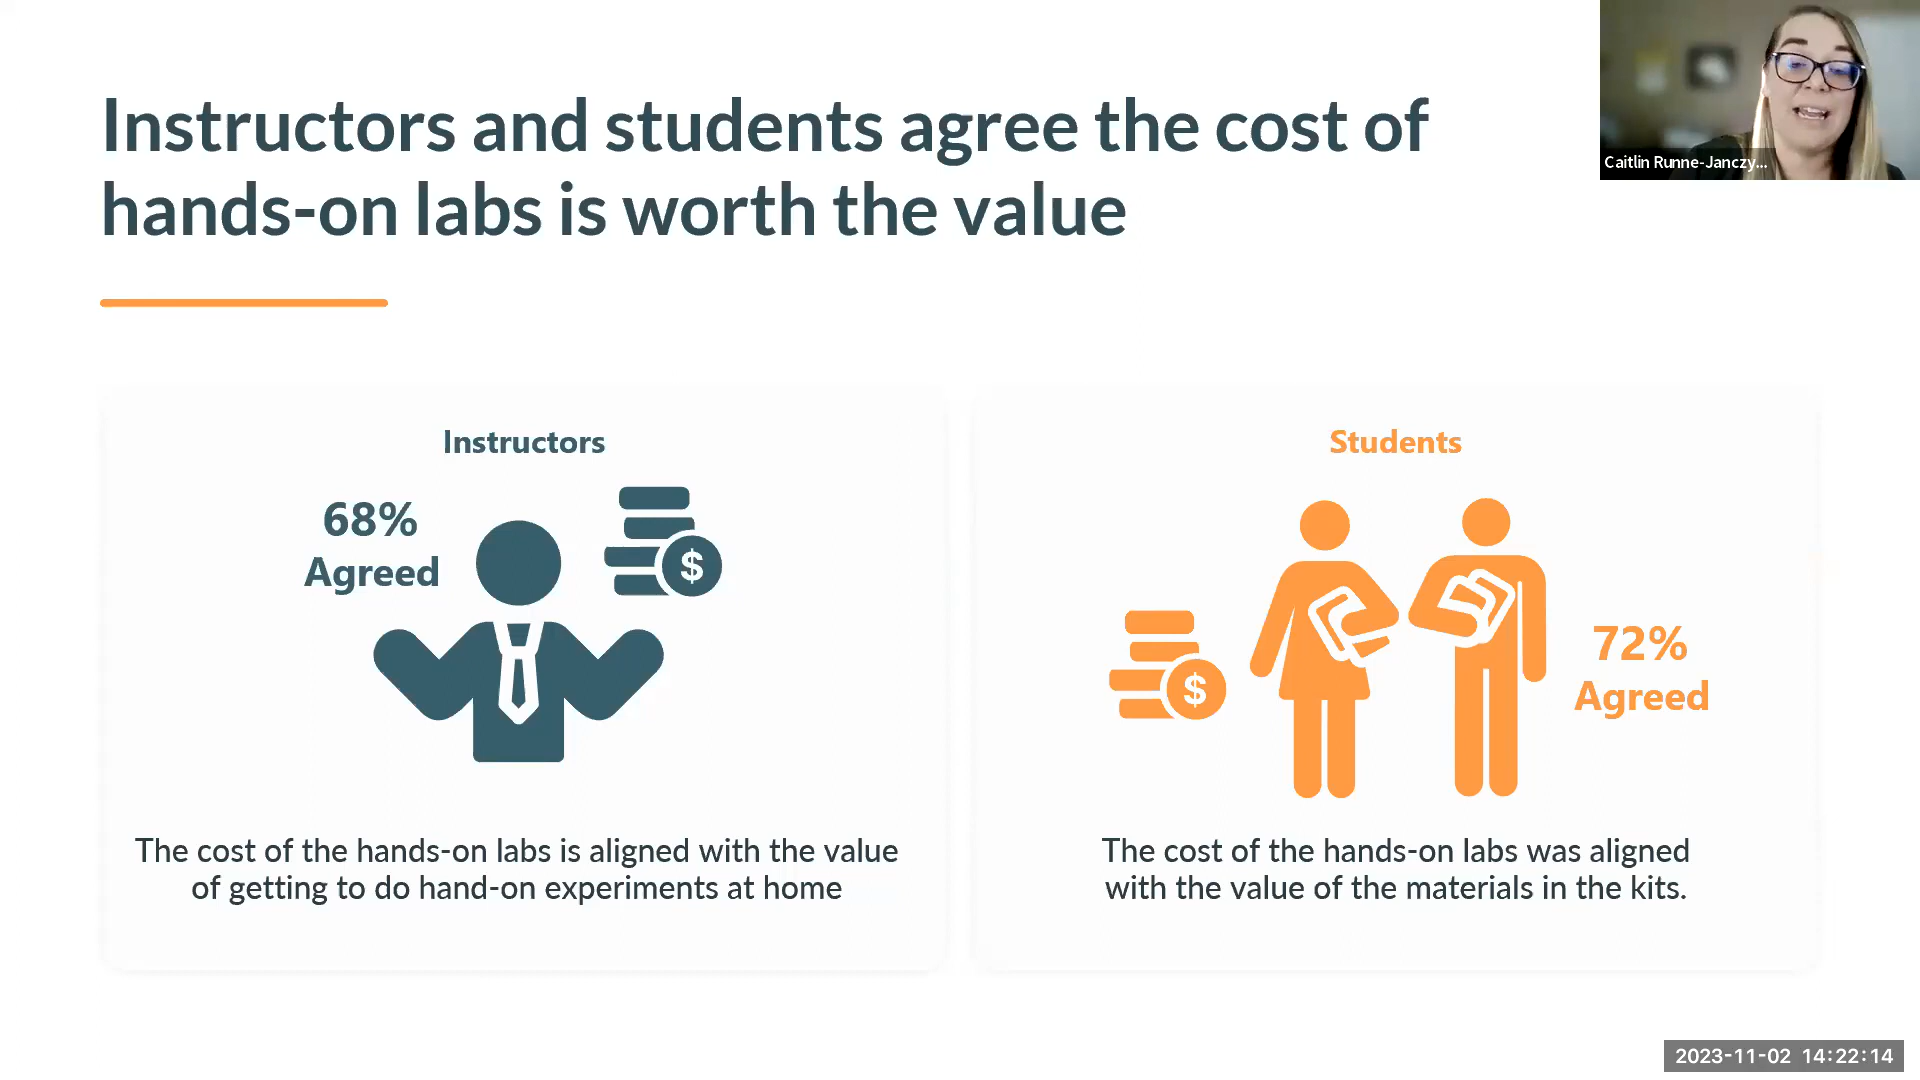 Instructors and students agree the cost of
hands-on labs is worth the value
Caitlin Runne-Janczy...
Instructors
68%
Agreed
$
The cost of the hands-on labs is aligned with the value
of getting to do hand-on experiments at home
Students
$
72%
Agreed
The cost of the hands-on labs was aligned
with the value of the materials in the kits.
2023-11-02 14:22:14